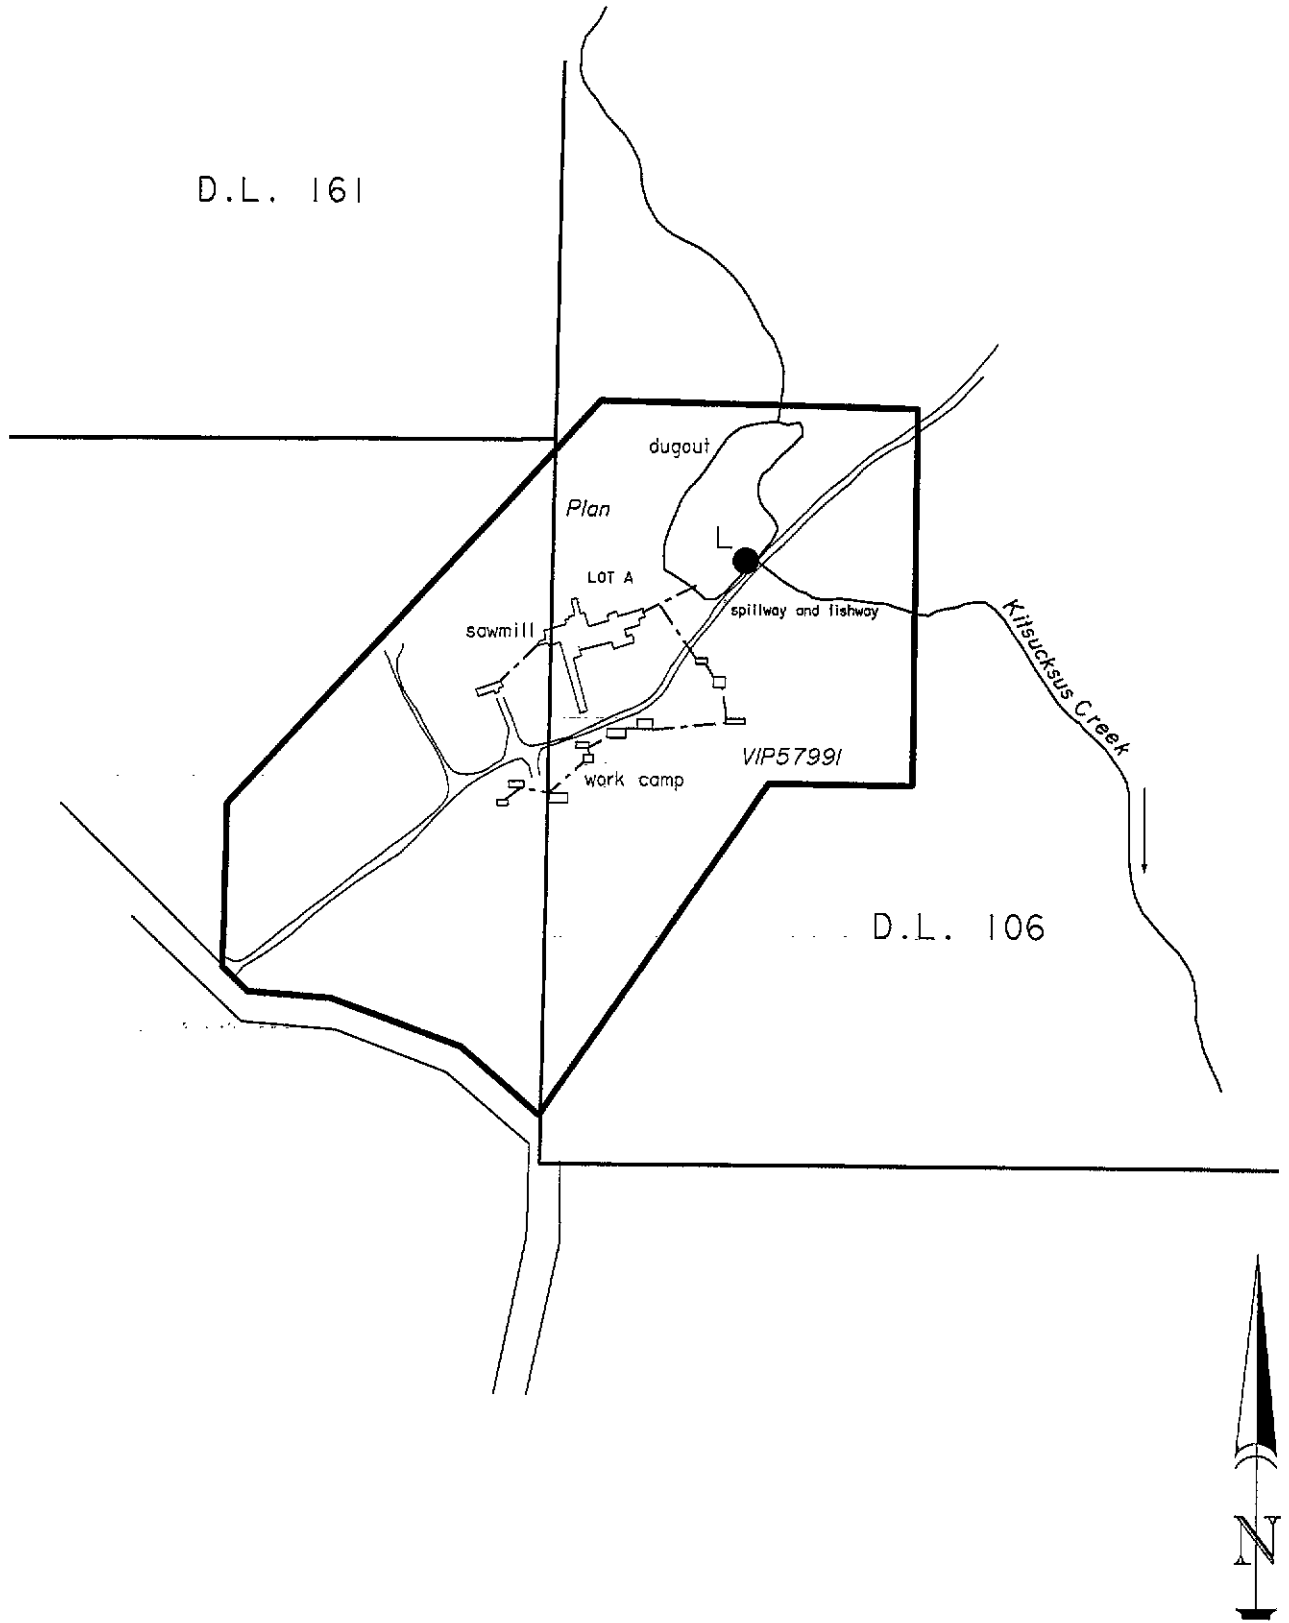 D.L. 161
dugout
Plan
L
LOT A
spillway and fishway
sawmill
Kitsucksus Creek
VIP57991
work camp
D.L. 106
N